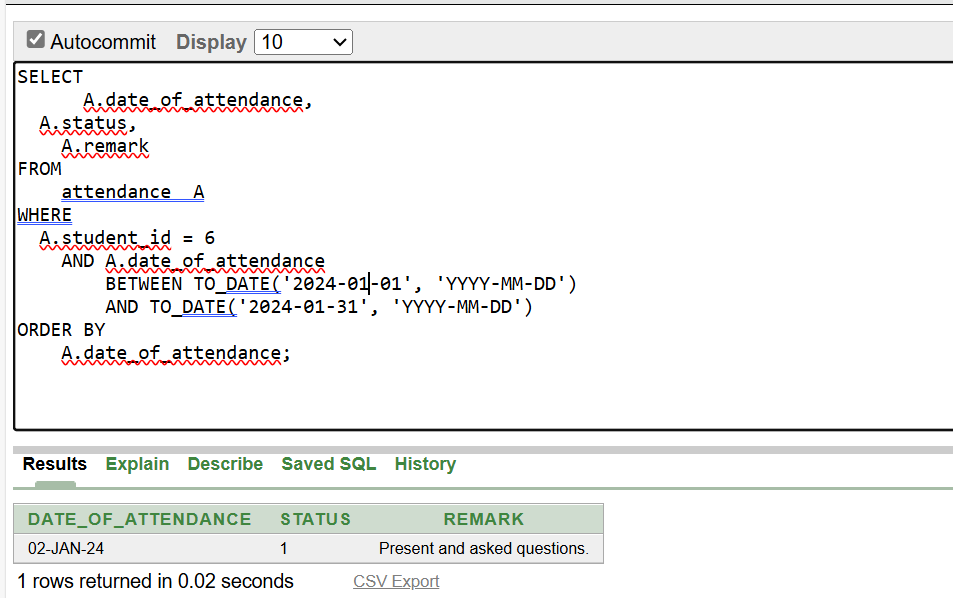 Autocommit Display 10
SELECT
A.date_of_attendance,
A.status,
A.remark
FROM
attendance A
WHERE
A.student_id = 6
AND A.date_of_attendance
BETWEEN TO_DATE('2024-01-01', 'YYYY-MM-DD')
AND TO_DATE('2024-01-31', 'YYYY-MM-DD')
ORDER BY
A.date_of_attendance;
Results Explain Describe Saved SQL History
DATE_OF_ATTENDANCE STATUS REMARK
02-JAN-24 1 Present and asked questions.
1 rows returned in 0.02 seconds CSV Export